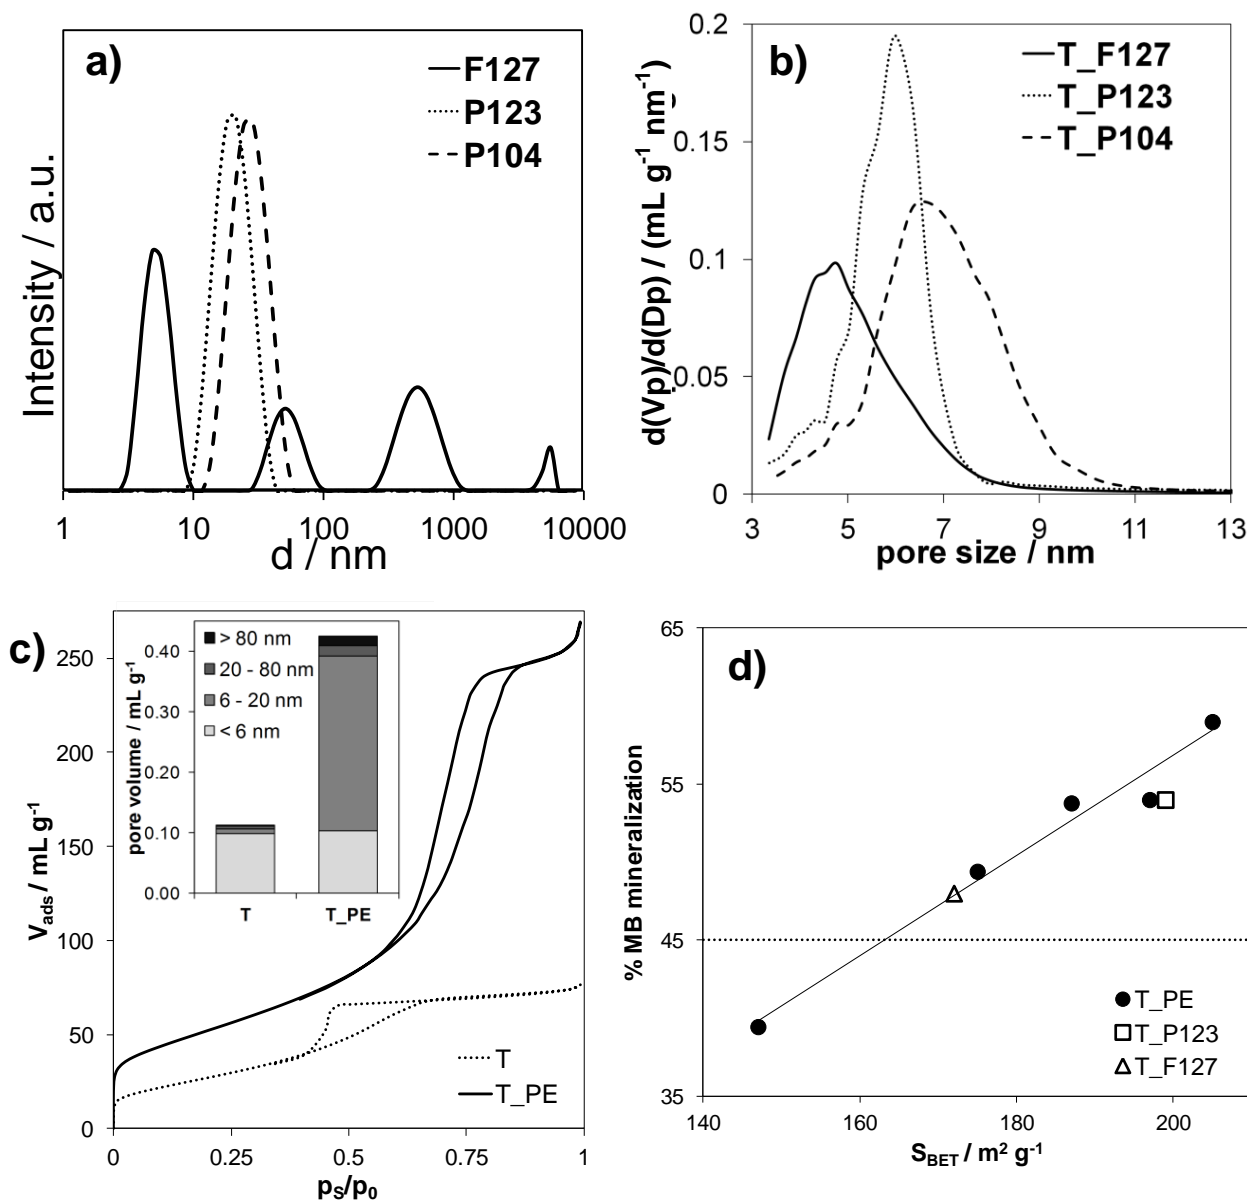 a)
F127
P123
P104
Intensity / a.u.
1 10 100 1000 10000
d / nm
b)
T_F127
T_P123
T_P104
d(Vp)/d(Dp) / (mL g⁻¹ nm⁻¹)
0.2
0.15
0.1
0.05
0
3 5 7 9 11 13
pore size / nm
c)
250
200
150
100
50
0
V_ads / mL g⁻¹
> 80 nm
20 - 80 nm
6 - 20 nm
< 6 nm
pore volume / mL g⁻¹
0.40
0.30
0.20
0.10
0.00
T T_PE
T
T_PE
0 0.25 0.5 0.75 1
p_S/p_0
d)
65
55
45
35
% MB mineralization
T_PE
T_P123
T_F127
140 160 180 200
S_BET / m² g⁻¹